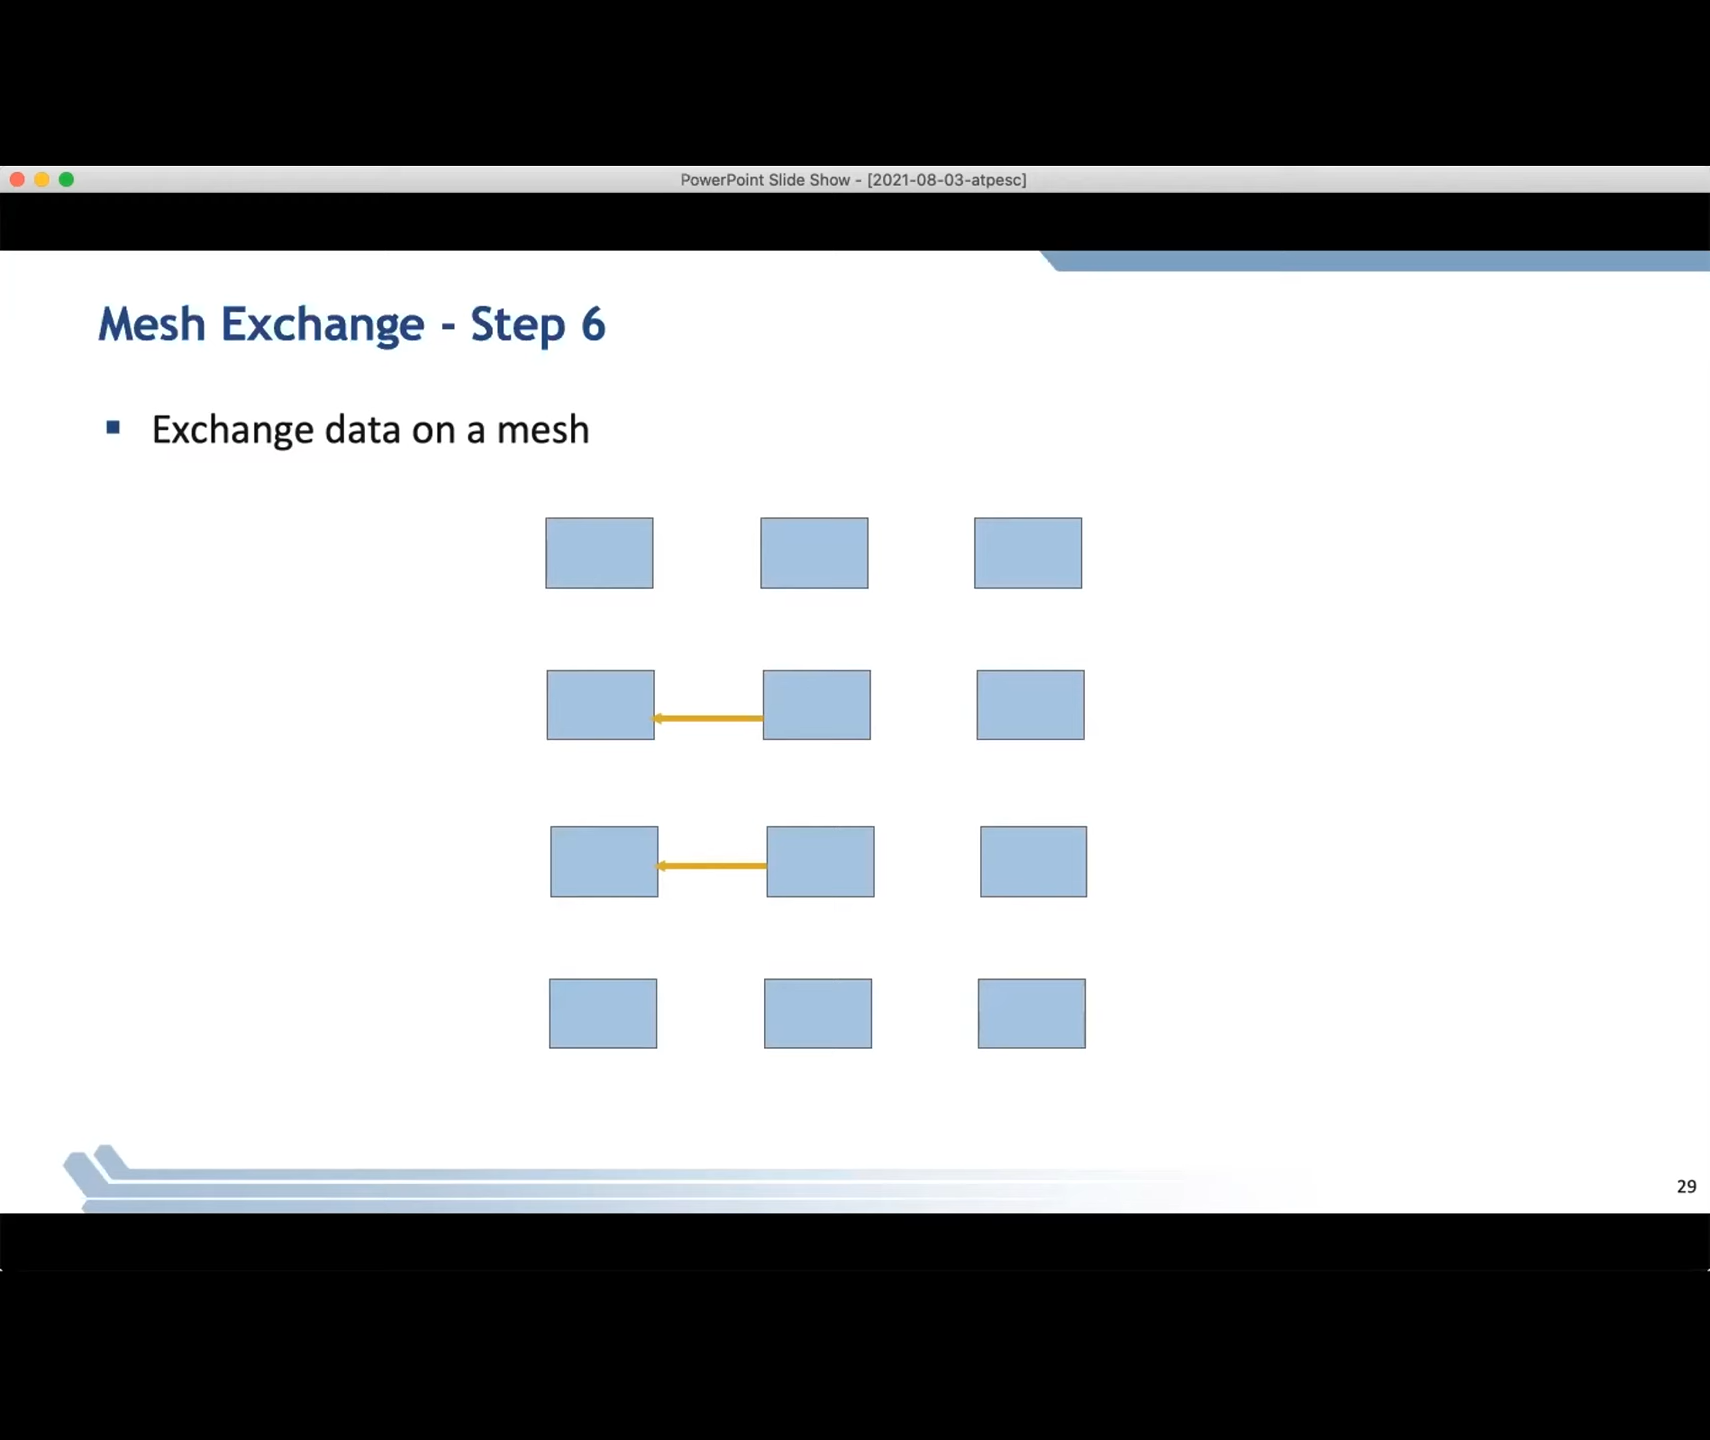 PowerPoint Slide Show - [2021-08-03-atpesc]
Mesh Exchange - Step 6
▪ Exchange data on a mesh
29